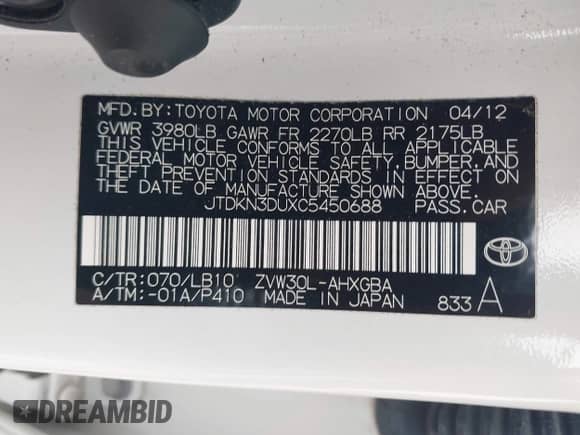 MFD.BY:TOYOTA MOTOR CORPORATION 04/12
GVWR 3980LB GAWR FR 2270LB RR 2175LB
THIS VEHICLE CONFORMS TO ALL APPLICABLE
FEDERAL MOTOR VEHICLE SAFETY,BUMPER,AND
THEFT PREVENTION STANDARDS IN EFFECT ON
THE DATE OF MANUFACTURE SHOWN ABOVE.
JTDKN3DUXC5450688 PASS.CAR
C/TR:070/LB10 ZVW30L-AHXGBA
A/TM:-01A/P410 MADE IN JAPAN 833 A
DREAMBID